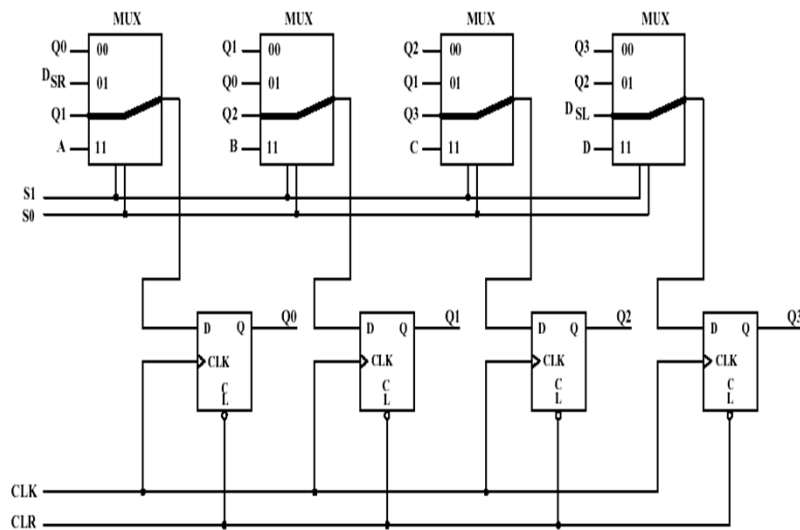 MUX MUX MUX MUX
Q0 00 Q1 00 Q2 00 Q3 00
DSR 01 Q0 01 Q1 01 Q2 01
Q1 Q2 Q3 DSL
A 11 B 11 C 11 D 11
S1
S0
D Q Q0 D Q Q1 D Q Q2 D Q Q3
CLK CLK CLK CLK
C C C C
L L L L
CLK
CLR